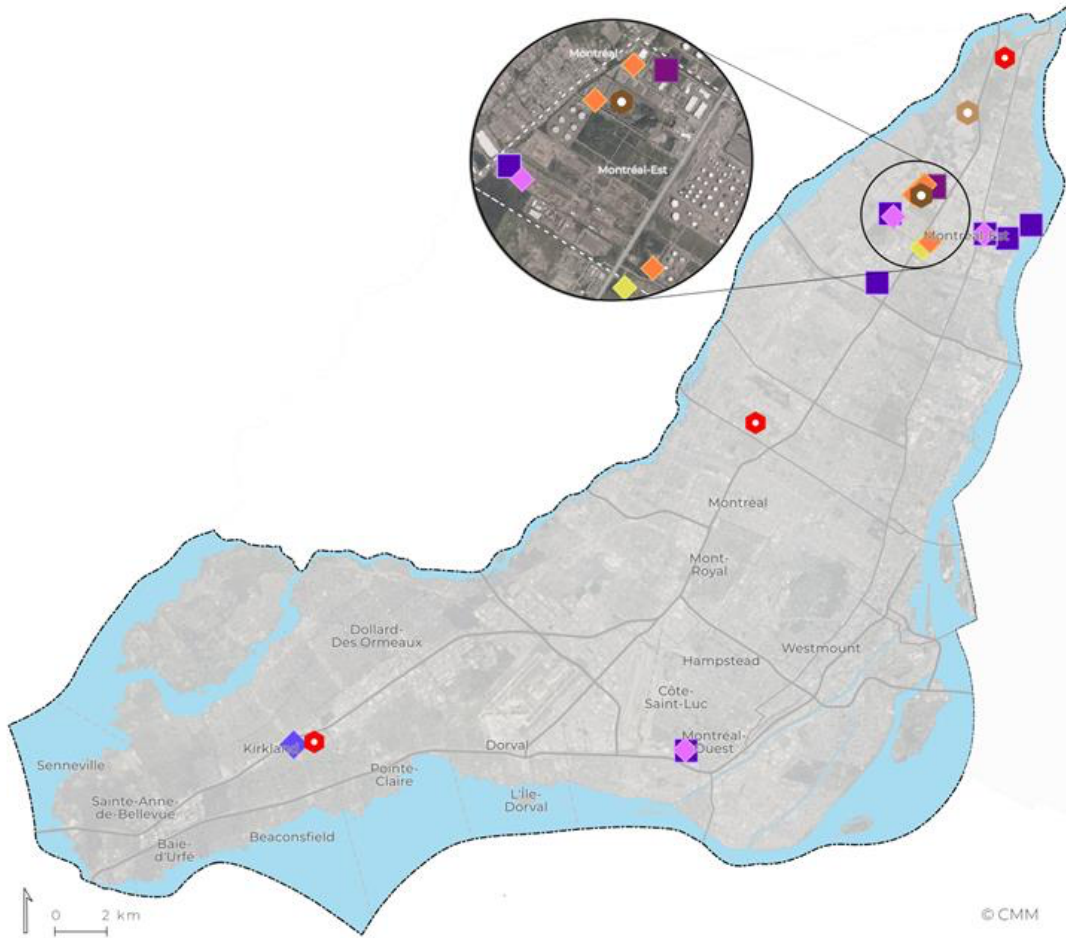 Montréal
Montréal-Est
Montréal-Est
Montréal
Mont-
Royal
Dollard-
Des Ormeaux
Westmount
Hampstead
Côte-
Saint-Luc
Montréal-
Ouest
Kirkland
Dorval
Senneville
Pointe-
Claire
L'Île-
Dorval
Sainte-Anne-
de-Bellevue
Beaconsfield
Baie-
d'Urfé
0 2 km
© CMM